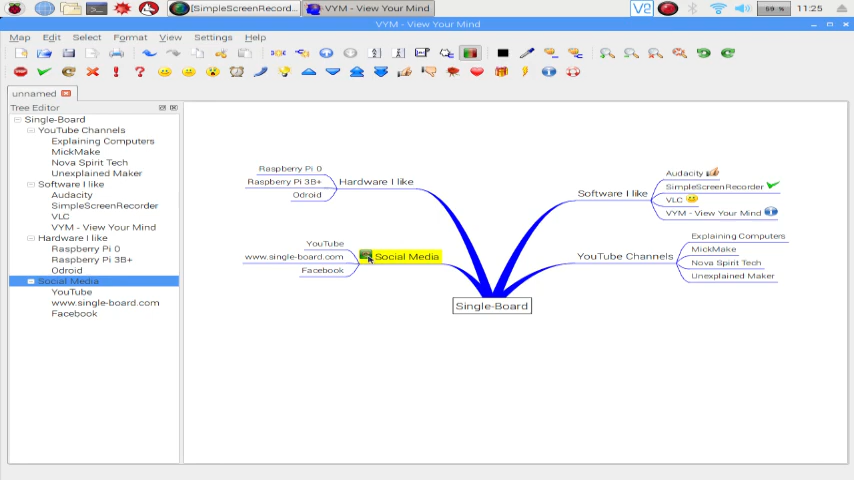 [SimpleScreenRecord...
VYM - View Your Mind
V2
59 %
11:25
VYM - View Your Mind
Map Edit Select Format View Settings Help
unnamed
Tree Editor
Single-Board
YouTube Channels
Explaining Computers
MickMake
Nova Spirit Tech
Unexplained Maker
Software I like
Audacity
SimpleScreenRecorder
VLC
VYM - View Your Mind
Hardware I like
Raspberry Pi 0
Raspberry Pi 3B+
Odroid
Social Media
YouTube
www.single-board.com
Facebook
Raspberry Pi 0
Raspberry Pi 3B+
Odroid
Hardware I like
YouTube
www.single-board.com
Facebook
Social Media
Single-Board
Software I like
Audacity
SimpleScreenRecorder
VLC
VYM - View Your Mind
YouTube Channels
Explaining Computers
MickMake
Nova Spirit Tech
Unexplained Maker